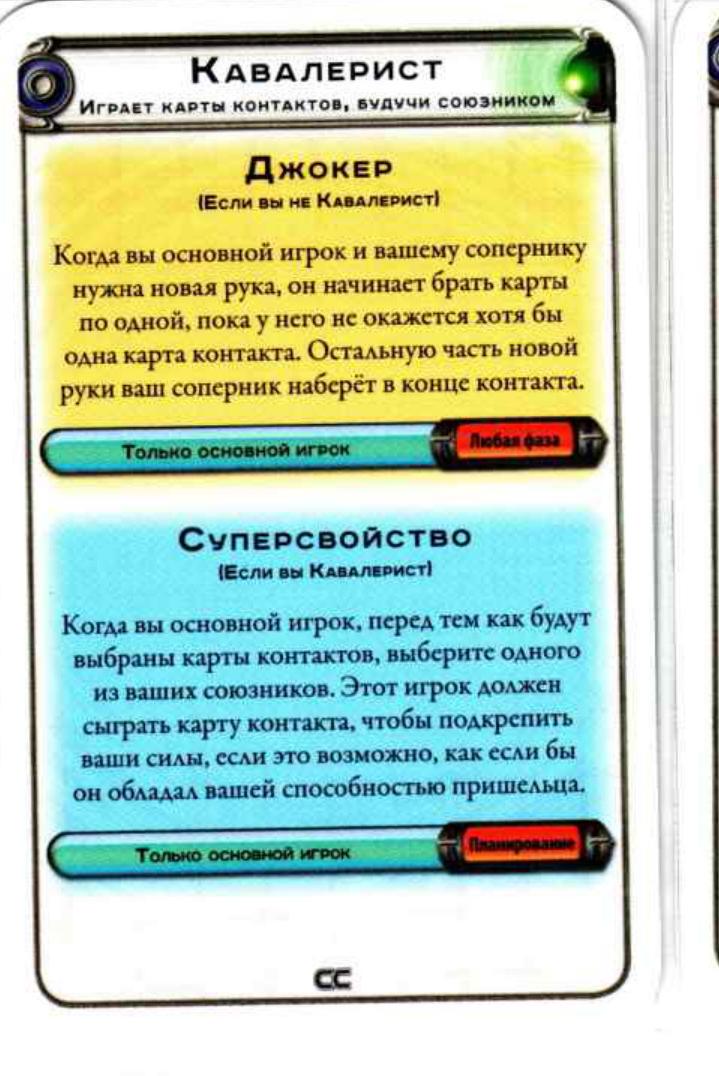 Кавалерист
Играет карты контактов, будучи союзником
Джокер
(Если вы не Кавалерист)
Когда вы основной игрок и вашему сопернику
нужна новая рука, он начинает брать карты
по одной, пока у него не окажется хотя бы
одна карта контакта. Остальную часть новой
руки ваш соперник наберёт в конце контакта.
Только основной игрок
Любая фаза
Суперсвойство
(Если вы Кавалерист)
Когда вы основной игрок, перед тем как будут
выбраны карты контактов, выберите одного
из ваших союзников. Этот игрок должен
сыграть карту контакта, чтобы подкрепить
ваши силы, если это возможно, как если бы
он обладал вашей способностью пришельца.
Только основной игрок
Планирование
CC